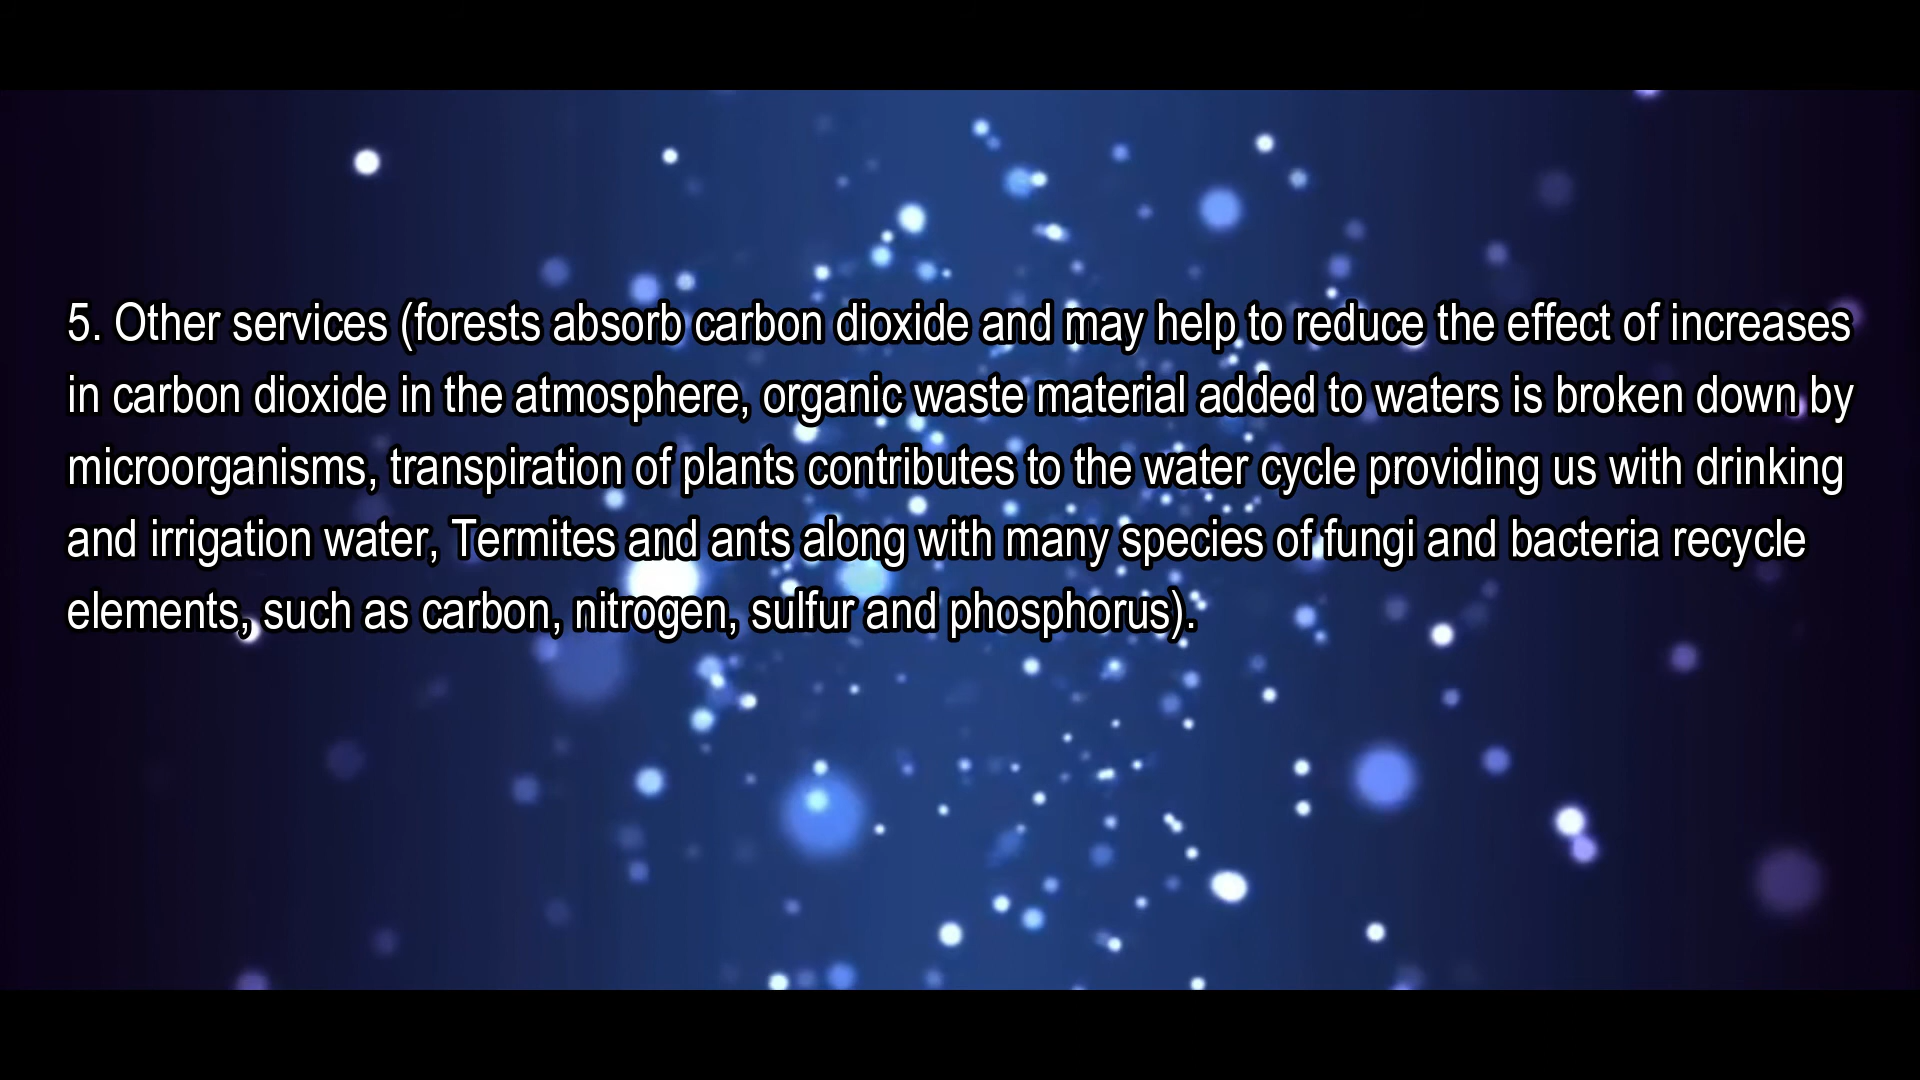 5. Other services (forests absorb carbon dioxide and may help to reduce the effect of increases
in carbon dioxide in the atmosphere, organic waste material added to waters is broken down by
microorganisms, transpiration of plants contributes to the water cycle providing us with drinking
and irrigation water, Termites and ants along with many species of fungi and bacteria recycle
elements, such as carbon, nitrogen, sulfur and phosphorus).